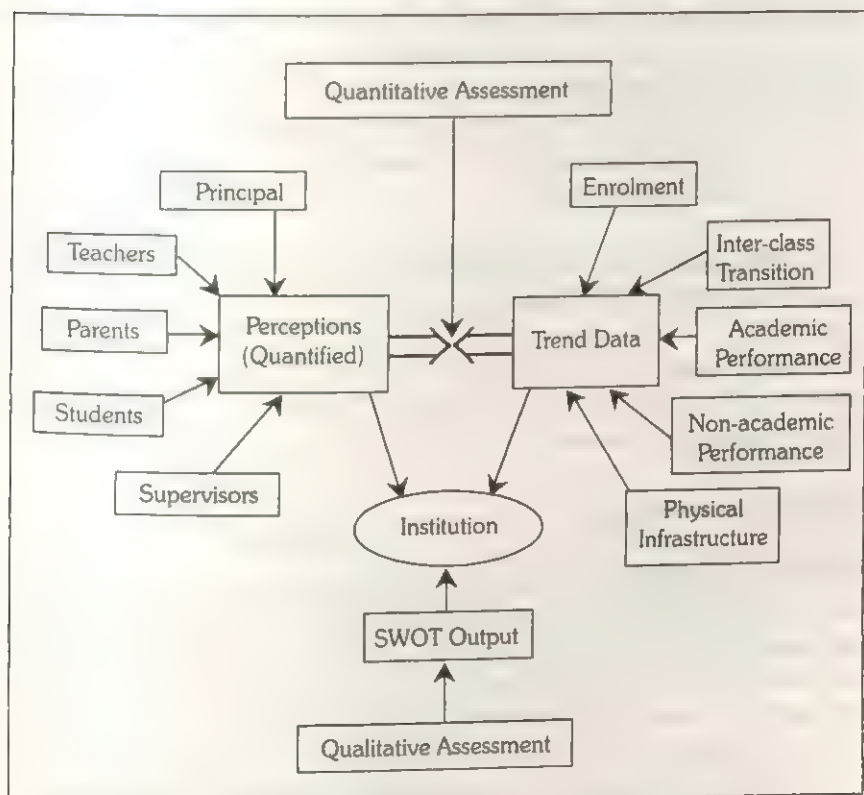 Quantitative Assessment
Principal
Enrolment
Teachers
Inter-class
Transition
Parents
Perceptions
(Quantified)
Trend Data
Academic
Performance
Students
Non-academic
Performance
Supervisors
Institution
Physical
Infrastructure
SWOT Output
Qualitative Assessment